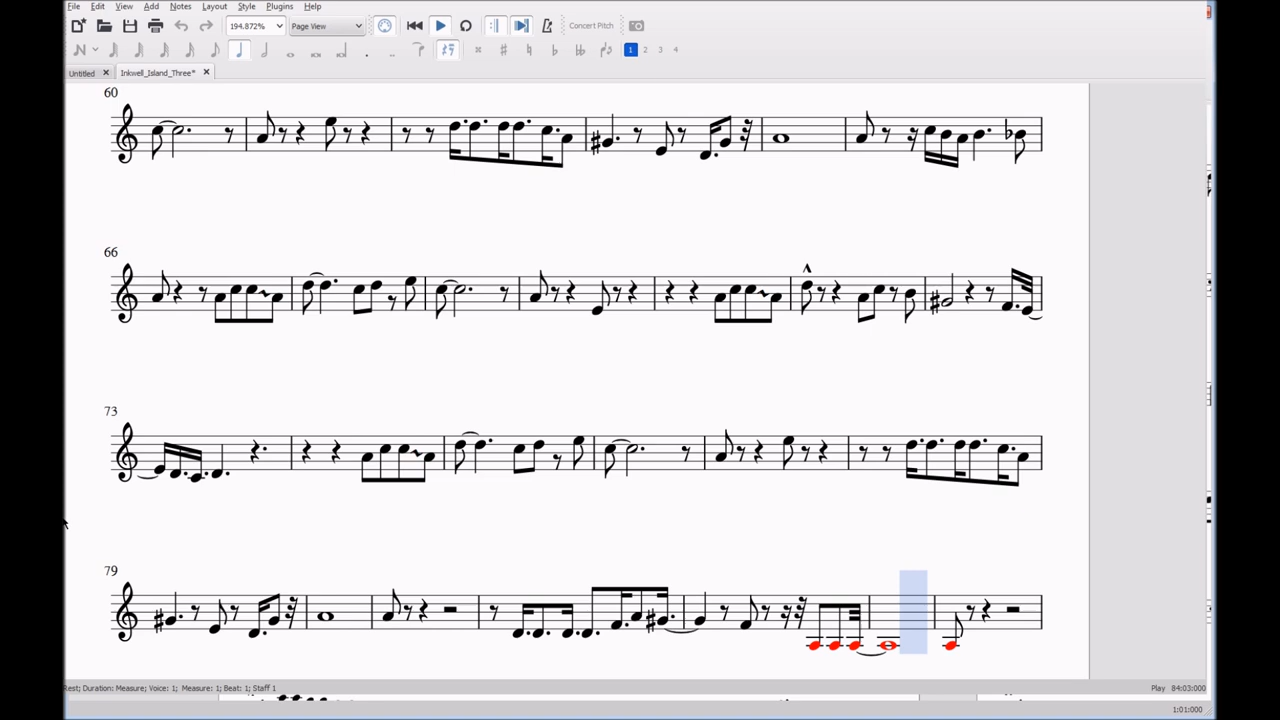 File Edit View Add Notes Layout Style Plugins Help
194.872% Page View Concert Pitch
1 2 3 4
Untitled Inkwell_Island_Three*
60
66
73
79
Rest; Duration: Measure; Voice: 1; Measure: 1; Beat: 1; Staff 1 Play 84:03:000
1:01:000